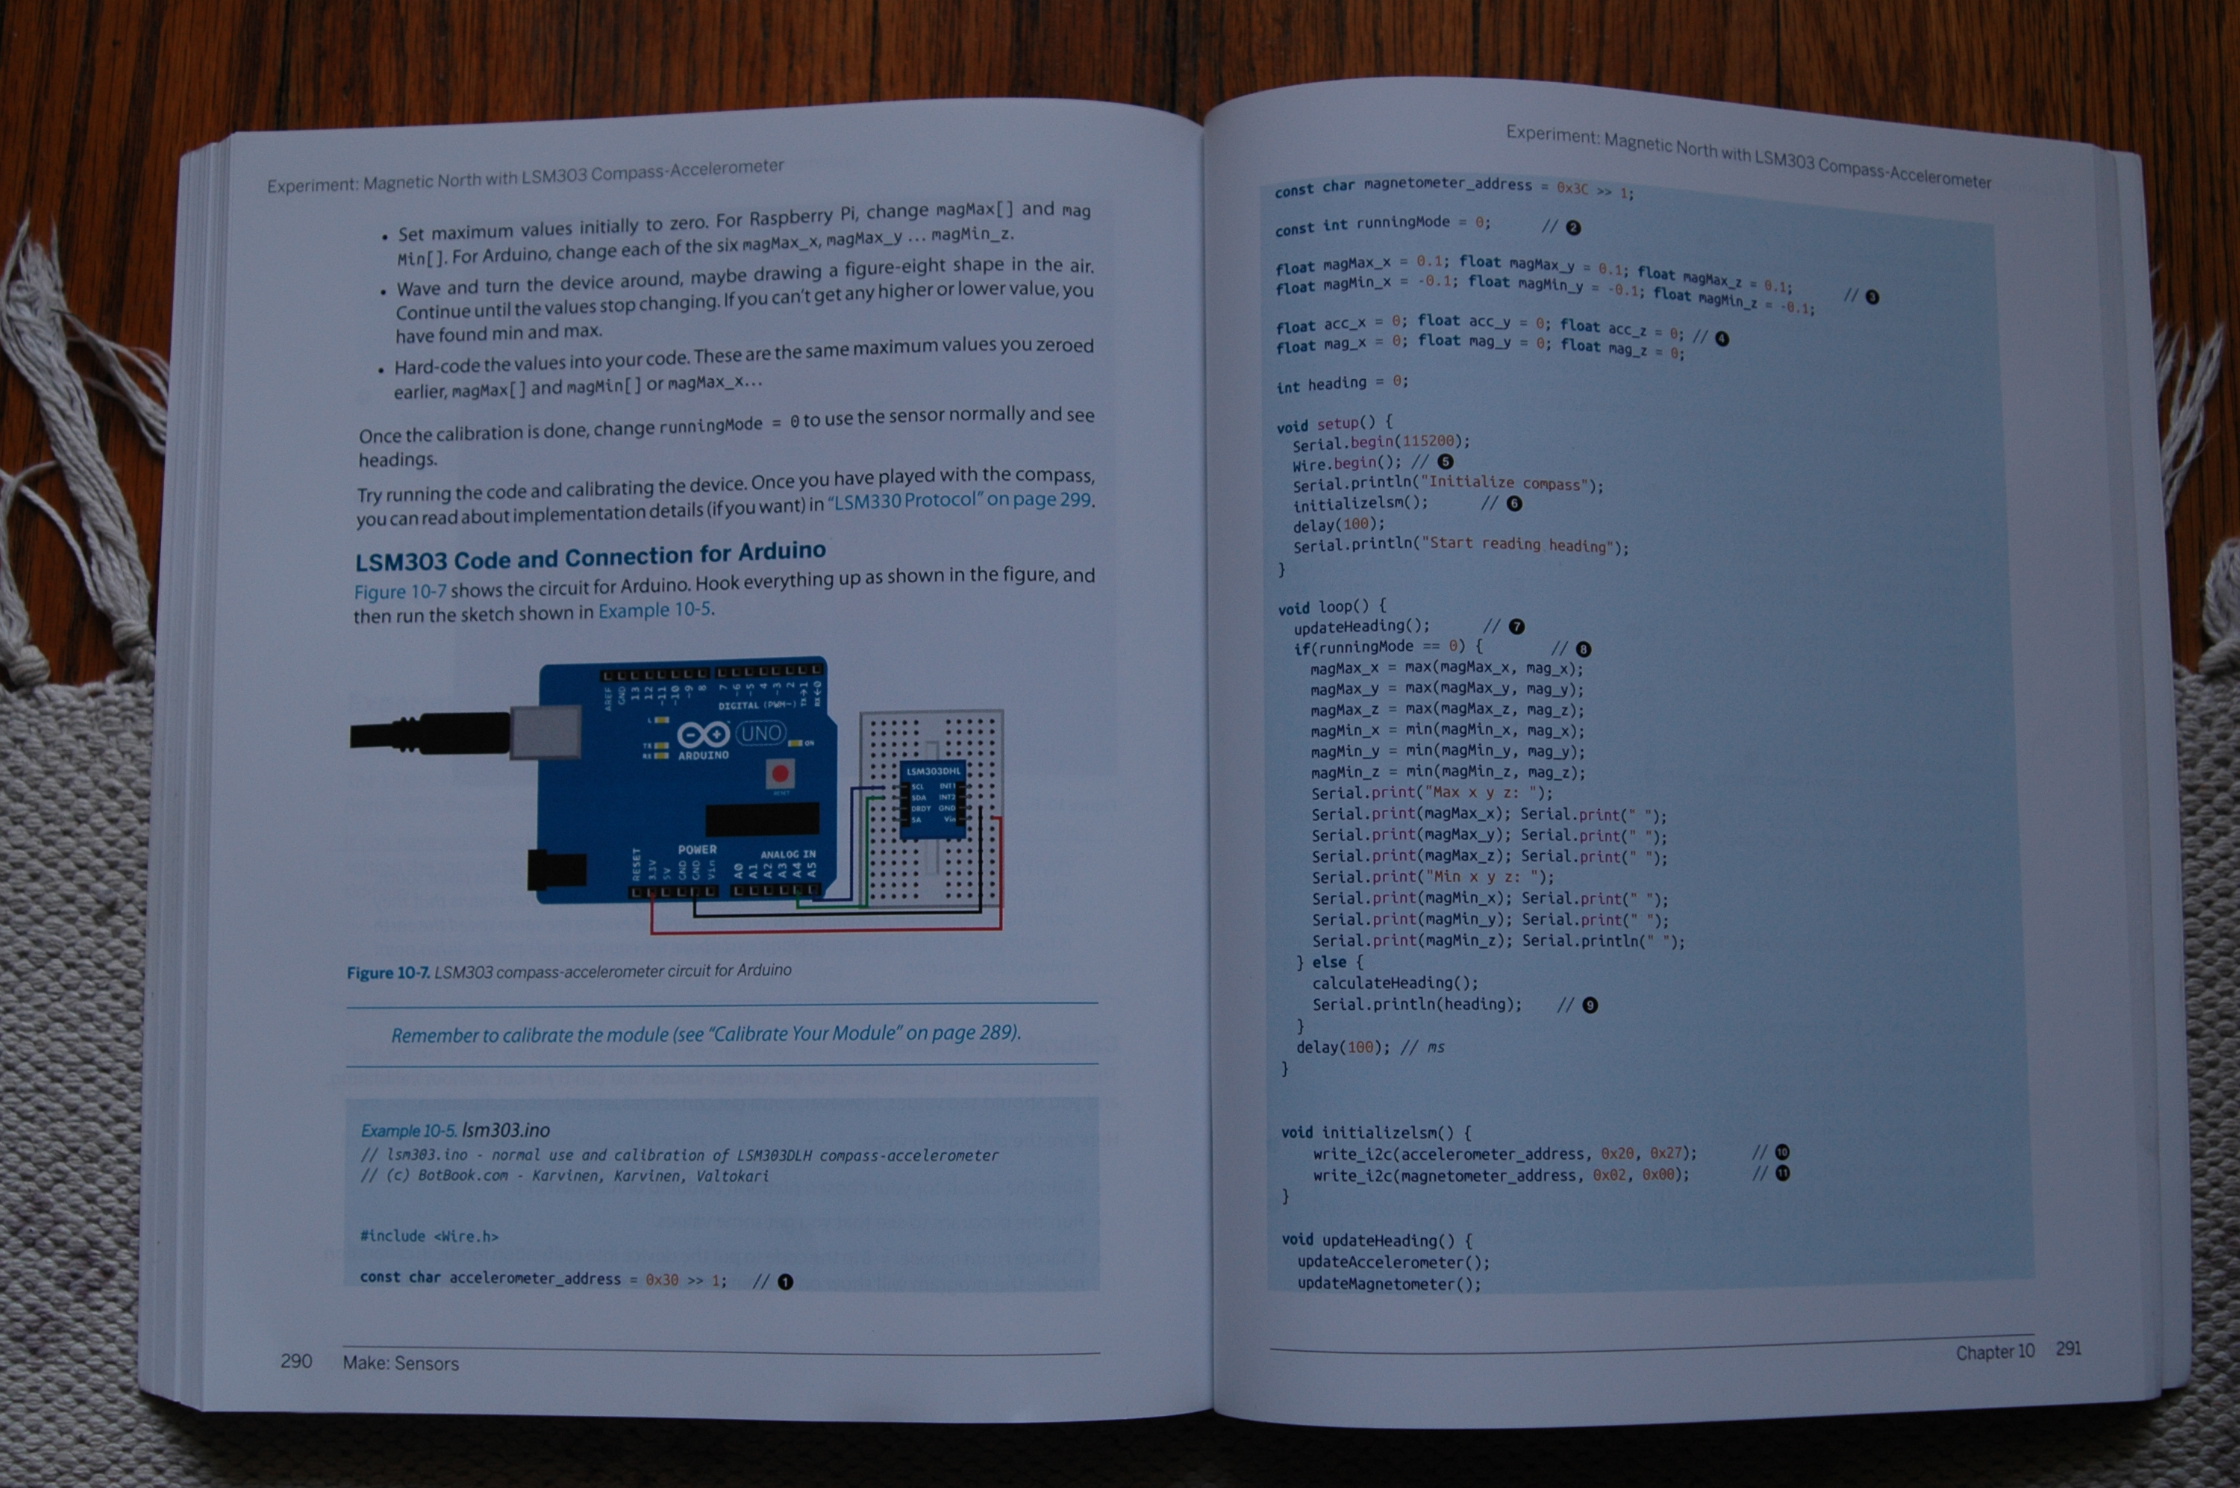 Experiment: Magnetic North with LSM303 Compass-Accelerometer
• Set maximum values initially to zero. For Raspberry Pi, change magMax[] and mag
Min[]. For Arduino, change each of the six magMax_x, magMax_y ... magMin_z.
• Wave and turn the device around, maybe drawing a figure-eight shape in the air.
Continue until the values stop changing. If you can't get any higher or lower value, you
have found min and max.
• Hard-code the values into your code. These are the same maximum values you zeroed
earlier, magMax[] and magMin[] or magMax_x...
Once the calibration is done, change runningMode = 0 to use the sensor normally and see
headings.
Try running the code and calibrating the device. Once you have played with the compass,
you can read about implementation details (if you want) in "LSM330 Protocol" on page 299.
LSM303 Code and Connection for Arduino
Figure 10-7 shows the circuit for Arduino. Hook everything up as shown in the figure, and
then run the sketch shown in Example 10-5.
AREF
GND
13
12
~11
~10
~9
8
7
~6
~5
4
~3
2
TX→1
RX←0
DIGITAL (PWM~)
L
TX
RX
ON
UNO
ARDUINO
RESET
POWER
ANALOG IN
RESET
3.3V
5V
GND
GND
Vin
A0
A1
A2
A3
A4
A5
LSM303DHL
SCL INT1
SDA INT2
DRDY GND
SA Vin
Figure 10-7. LSM303 compass-accelerometer circuit for Arduino
Remember to calibrate the module (see "Calibrate Your Module" on page 289).
Example 10-5. lsm303.ino
// lsm303.ino - normal use and calibration of LSM303DLH compass-accelerometer
// (c) BotBook.com - Karvinen, Karvinen, Valtokari
#include <Wire.h>
const char accelerometer_address = 0x30 >> 1; // 1
290 Make: Sensors
Experiment: Magnetic North with LSM303 Compass-Accelerometer
const char magnetometer_address = 0x3C >> 1;
const int runningMode = 0; // 2
float magMax_x = 0.1; float magMax_y = 0.1; float magMax_z = 0.1;
float magMin_x = -0.1; float magMin_y = -0.1; float magMin_z = -0.1; // 3
float acc_x = 0; float acc_y = 0; float acc_z = 0; // 4
float mag_x = 0; float mag_y = 0; float mag_z = 0;
int heading = 0;
void setup() {
Serial.begin(115200);
Wire.begin(); // 5
Serial.println("Initialize compass");
initializelsm(); // 6
delay(100);
Serial.println("Start reading heading");
}
void loop() {
updateHeading(); // 7
if(runningMode == 0) { // 8
magMax_x = max(magMax_x, mag_x);
magMax_y = max(magMax_y, mag_y);
magMax_z = max(magMax_z, mag_z);
magMin_x = min(magMin_x, mag_x);
magMin_y = min(magMin_y, mag_y);
magMin_z = min(magMin_z, mag_z);
Serial.print("Max x y z: ");
Serial.print(magMax_x); Serial.print(" ");
Serial.print(magMax_y); Serial.print(" ");
Serial.print(magMax_z); Serial.print(" ");
Serial.print("Min x y z: ");
Serial.print(magMin_x); Serial.print(" ");
Serial.print(magMin_y); Serial.print(" ");
Serial.print(magMin_z); Serial.println(" ");
} else {
calculateHeading();
Serial.println(heading); // 9
}
delay(100); // ms
}
void initializelsm() {
write_i2c(accelerometer_address, 0x20, 0x27); // 10
write_i2c(magnetometer_address, 0x02, 0x00); // 11
}
void updateHeading() {
updateAccelerometer();
updateMagnetometer();
Chapter 10 291